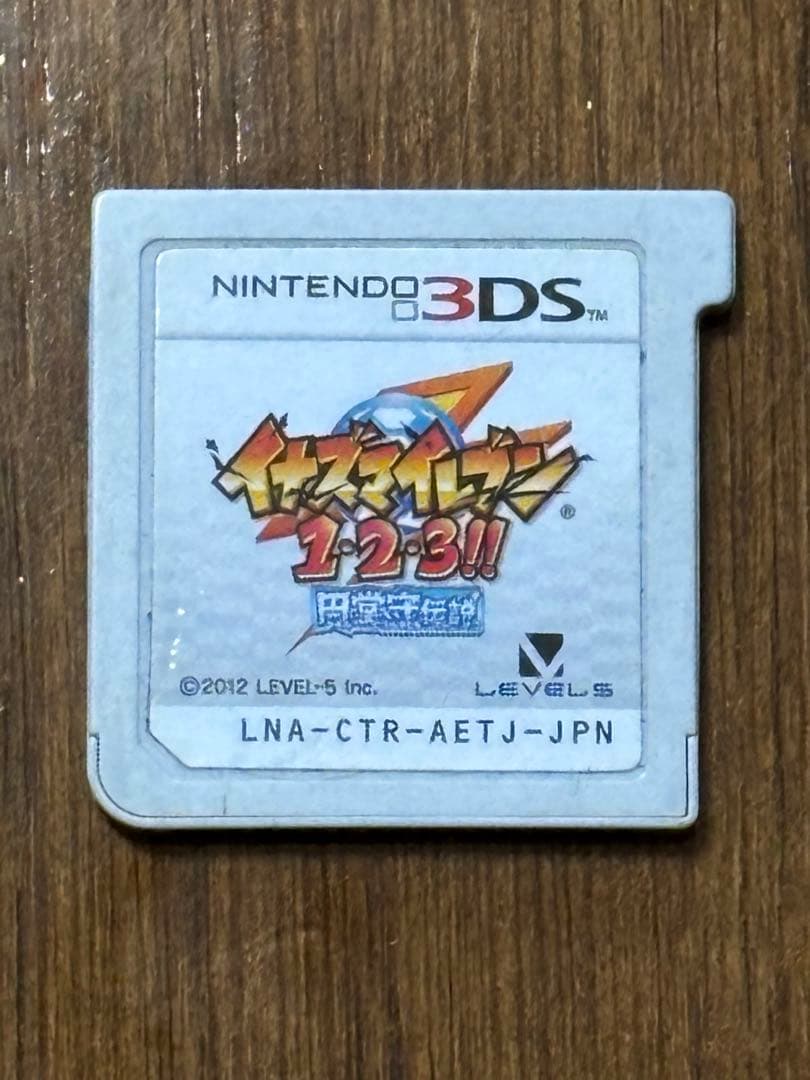 NINTENDO 3DS™
イナズマイレブン®
1・2・3!!
円堂守伝説
©2012 LEVEL-5 Inc.
LEVEL5
LNA-CTR-AETJ-JPN